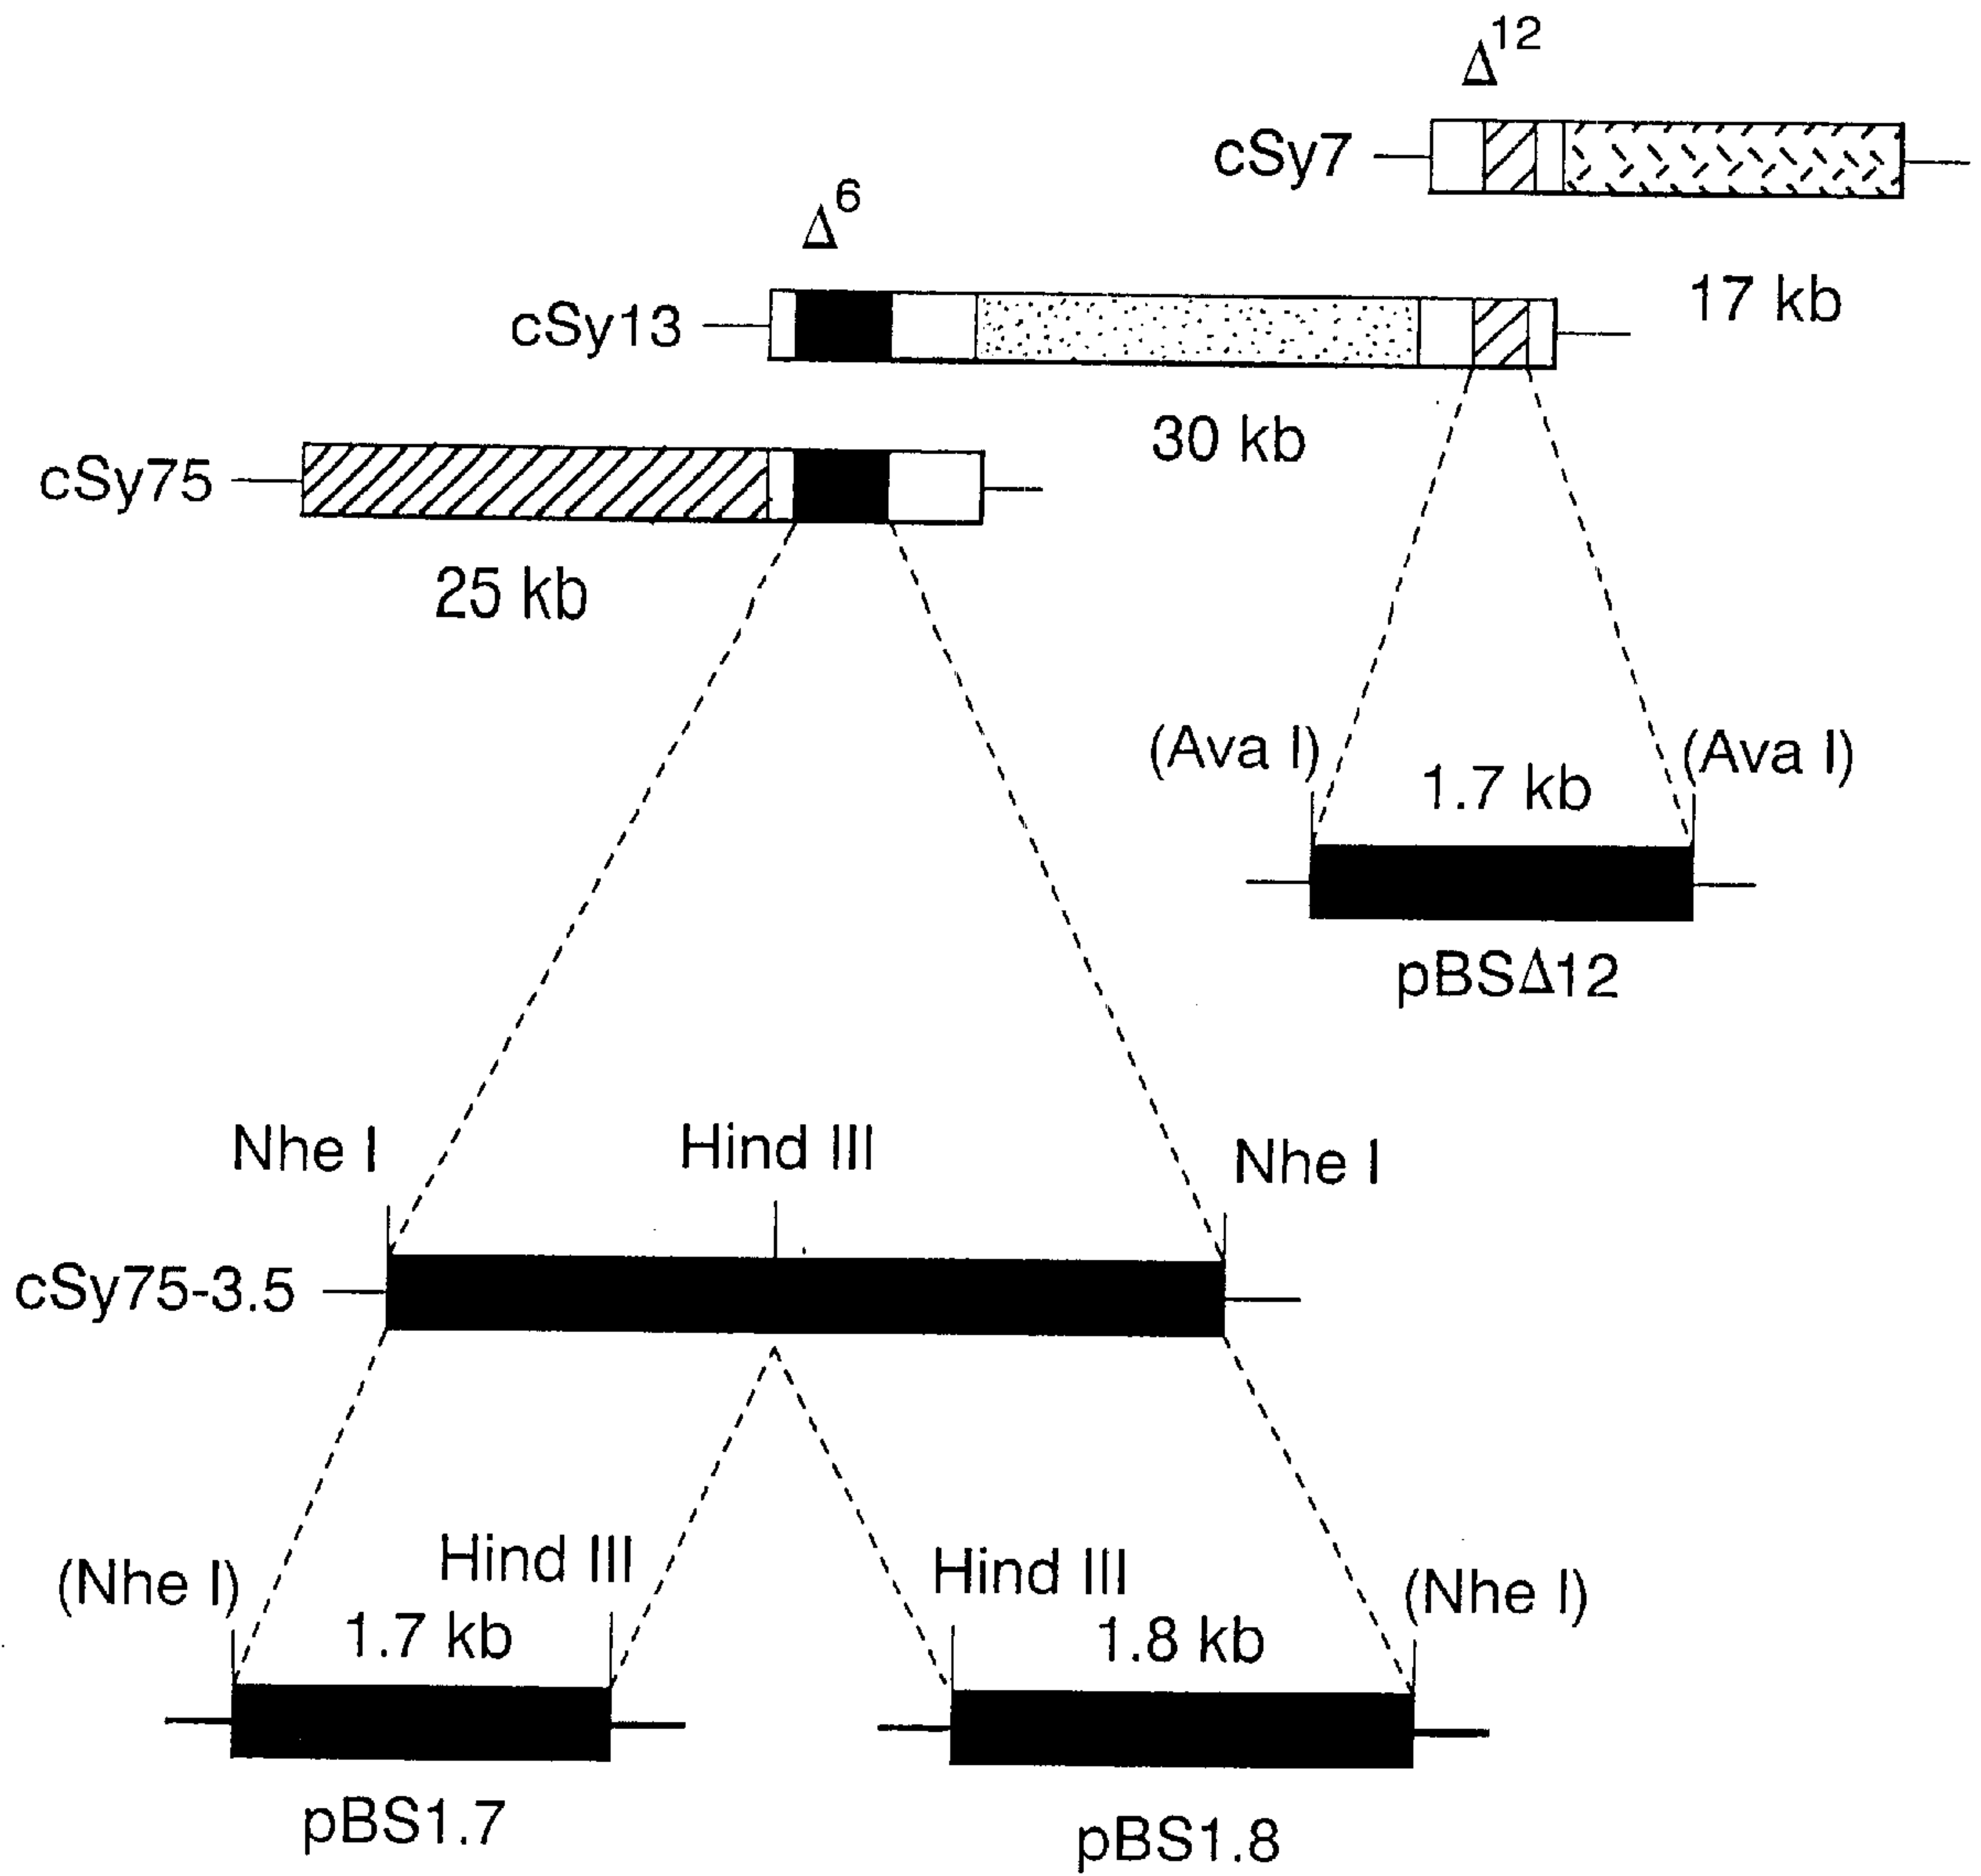 Δ12
cSy7
17 kb
Δ6
cSy13
30 kb
cSy75
25 kb
(Ava I)
1.7 kb
(Ava I)
pBSΔ12
Nhe I
Hind III
Nhe I
cSy75-3.5
(Nhe I)
Hind III
1.7 kb
Hind III
1.8 kb
(Nhe I)
pBS1.7
pBS1.8